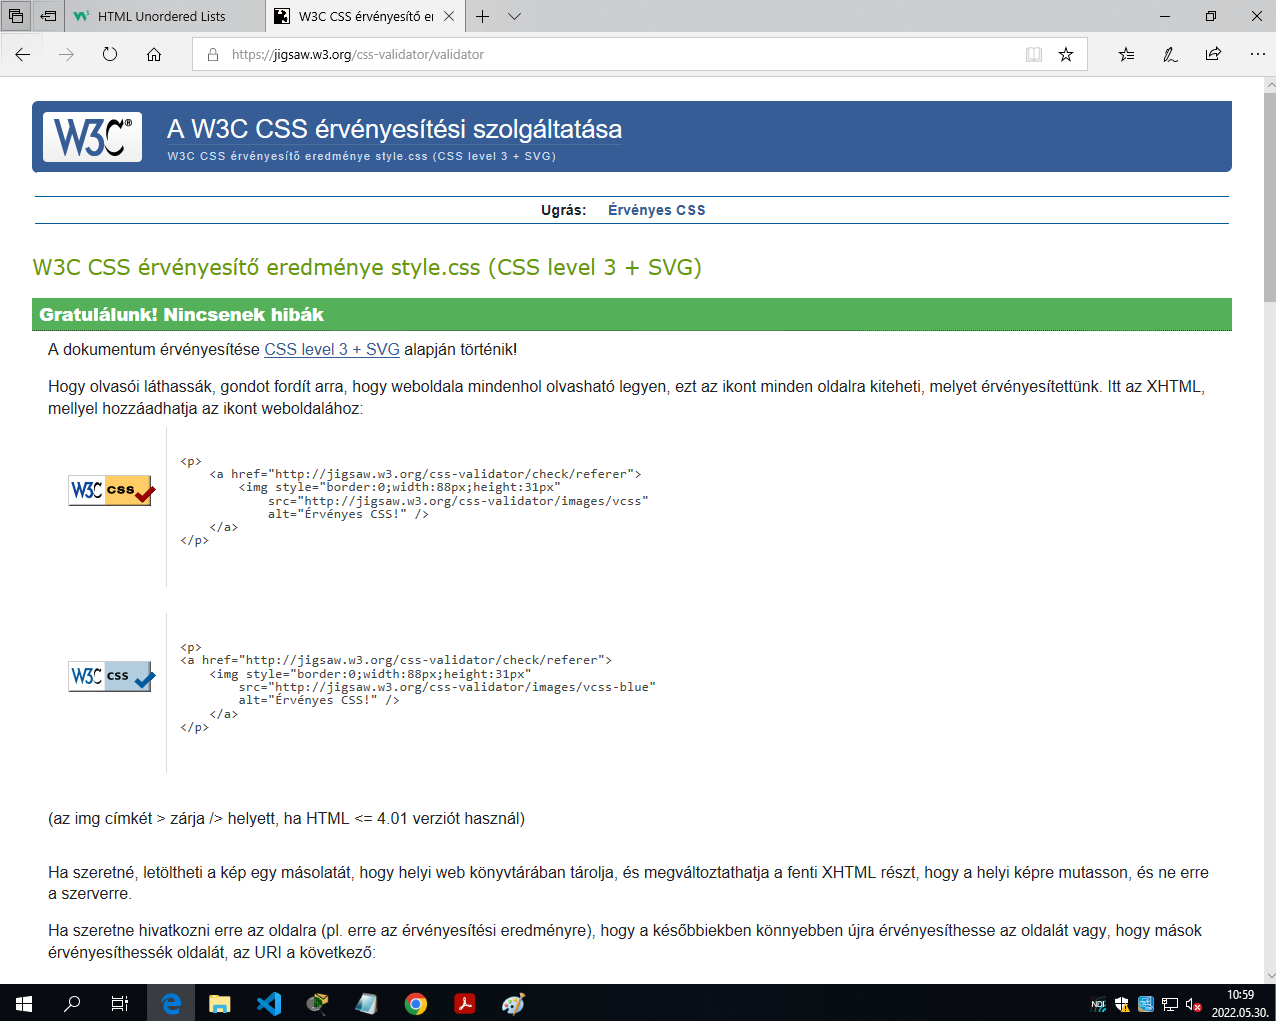 HTML Unordered Lists
W3C CSS érvényesítő er
https://jigsaw.w3.org/css-validator/validator
W3C®
A W3C CSS érvényesítési szolgáltatása
W3C CSS érvényesítő eredménye style.css (CSS level 3 + SVG)
Ugrás: Érvényes CSS
W3C CSS érvényesítő eredménye style.css (CSS level 3 + SVG)
Gratulálunk! Nincsenek hibák
A dokumentum érvényesítése CSS level 3 + SVG alapján történik!
Hogy olvasói láthassák, gondot fordít arra, hogy weboldala mindenhol olvasható legyen, ezt az ikont minden oldalra kiteheti, melyet érvényesítettünk. Itt az XHTML,
mellyel hozzáadhatja az ikont weboldalához:
W3C css
<p>
<a href="http://jigsaw.w3.org/css-validator/check/referer">
<img style="border:0;width:88px;height:31px"
src="http://jigsaw.w3.org/css-validator/images/vcss"
alt="Érvényes CSS!" />
</a>
</p>
W3C css
<p>
<a href="http://jigsaw.w3.org/css-validator/check/referer">
<img style="border:0;width:88px;height:31px"
src="http://jigsaw.w3.org/css-validator/images/vcss-blue"
alt="Érvényes CSS!" />
</a>
</p>
(az img címkét > zárja /> helyett, ha HTML <= 4.01 verziót használ)
Ha szeretné, letöltheti a kép egy másolatát, hogy helyi web könyvtárában tárolja, és megváltoztathatja a fenti XHTML részt, hogy a helyi képre mutasson, és ne erre
a szerverre.
Ha szeretne hivatkozni erre az oldalra (pl. erre az érvényesítési eredményre), hogy a későbbiekben könnyebben újra érvényesíthesse az oldalát vagy, hogy mások
érvényesíthessék oldalát, az URI a következő:
10:59
2022.05.30.